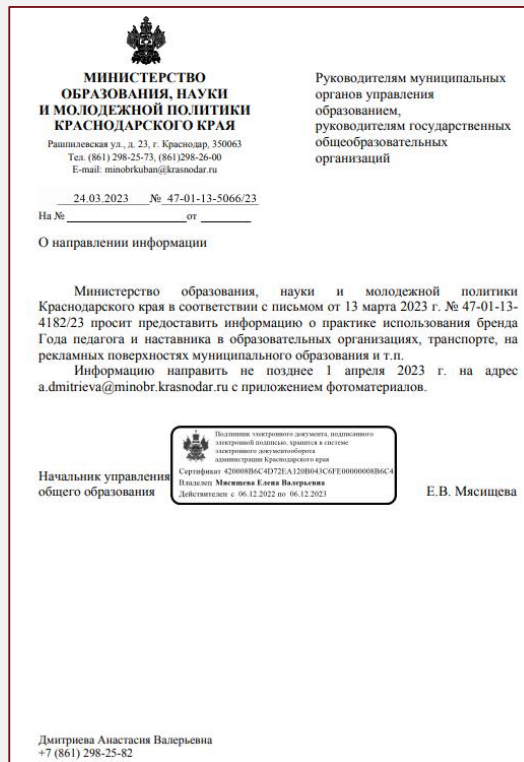 МИНИСТЕРСТВО
ОБРАЗОВАНИЯ, НАУКИ
И МОЛОДЕЖНОЙ ПОЛИТИКИ
КРАСНОДАРСКОГО КРАЯ
Рашпилевская ул., д. 23, г. Краснодар, 350063
Тел. (861) 298-25-73, (861)298-26-00
E-mail: minobrkuban@krasnodar.ru
24.03.2023 № 47-01-13-5066/23
На № от
Руководителям муниципальных
органов управления
образованием,
руководителям государственных
общеобразовательных
организаций
О направлении информации
Министерство образования, науки и молодежной политики
Краснодарского края в соответствии с письмом от 13 марта 2023 г. № 47-01-13-
4182/23 просит предоставить информацию о практике использования бренда
Года педагога и наставника в образовательных организациях, транспорте, на
рекламных поверхностях муниципального образования и т.п.
Информацию направить не позднее 1 апреля 2023 г. на адрес
a.dmitrieva@minobr.krasnodar.ru с приложением фотоматериалов.
Начальник управления
общего образования
Подлинник электронного документа, подписанного
электронной подписью, хранится в системе
электронного документооборота
администрации Краснодарского края
Сертификат 420008B6C4D72EA120B043C6FE00000008B6C4
Владелец Мясищева Елена Валерьевна
Действителен с 06.12.2022 по 06.12.2023
Е.В. Мясищева
Дмитриева Анастасия Валерьевна
+7 (861) 298-25-82